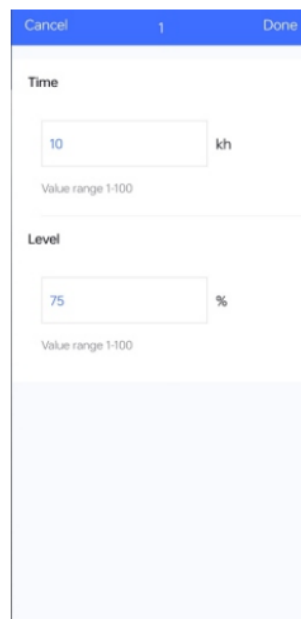 Cancel 1 Done
Time
10 kh
Value range 1-100
Level
75 %
Value range 1-100